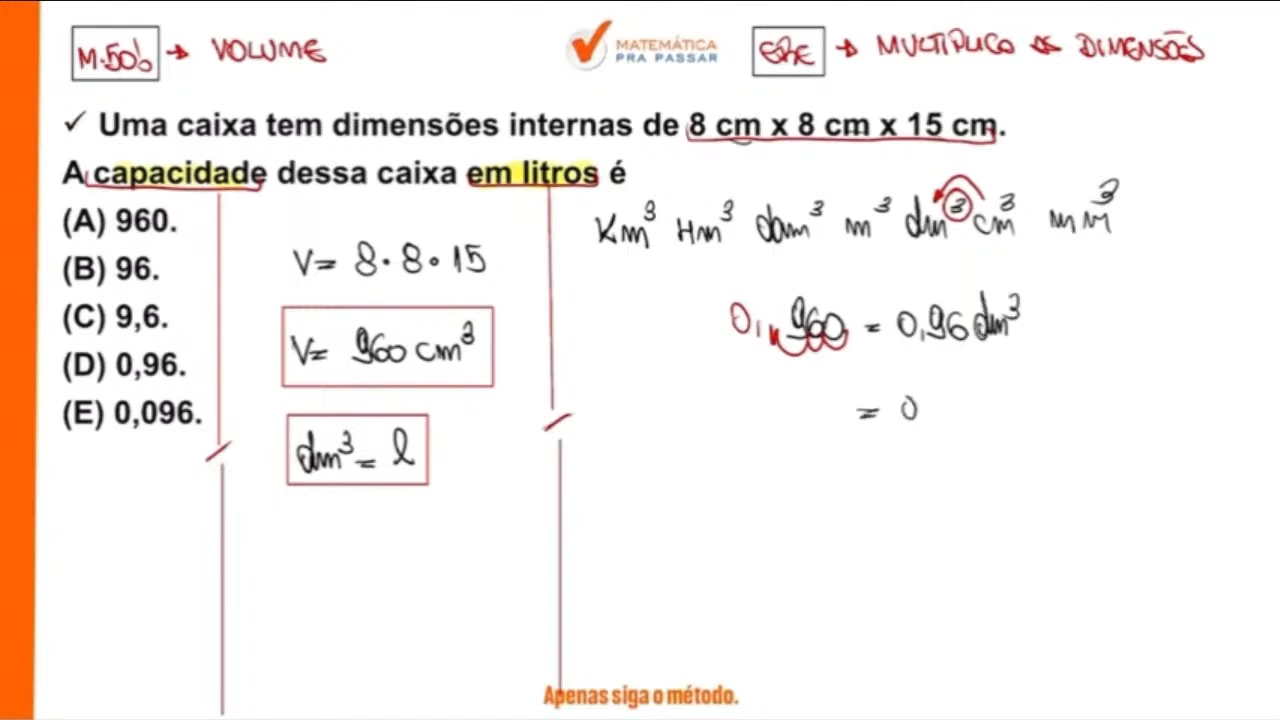 M.50% → VOLUME
MATEMÁTICA
PRA PASSAR
→ MULTIPLICO AS DIMENSÕES
✓ Uma caixa tem dimensões internas de 8 cm x 8 cm x 15 cm.
A capacidade dessa caixa em litros é
(A) 960.
(B) 96.
(C) 9,6.
(D) 0,96.
(E) 0,096.
V= 8·8·15
V= 960 cm³
dm³ = l
Km³ Hm³ dam³ m³ dm³ cm³ mm³
0,960 = 0,96 dm³
= 0
Apenas siga o método.